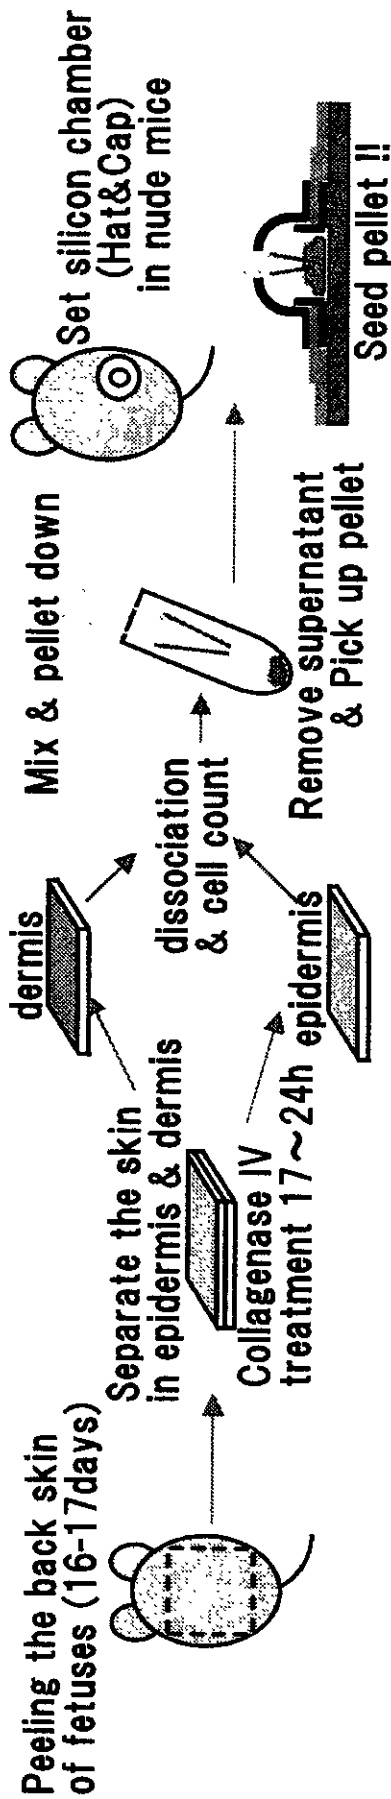 Peeling the back skin
of fetuses (16-17days)
Separate the skin
in epidermis & dermis
Collagenase IV
treatment 17～24h
dermis
epidermis
dissociation
& cell count
Mix & pellet down
Remove supernatant
& Pick up pellet
Set silicon chamber
(Hat&Cap)
in nude mice
Seed pellet !!